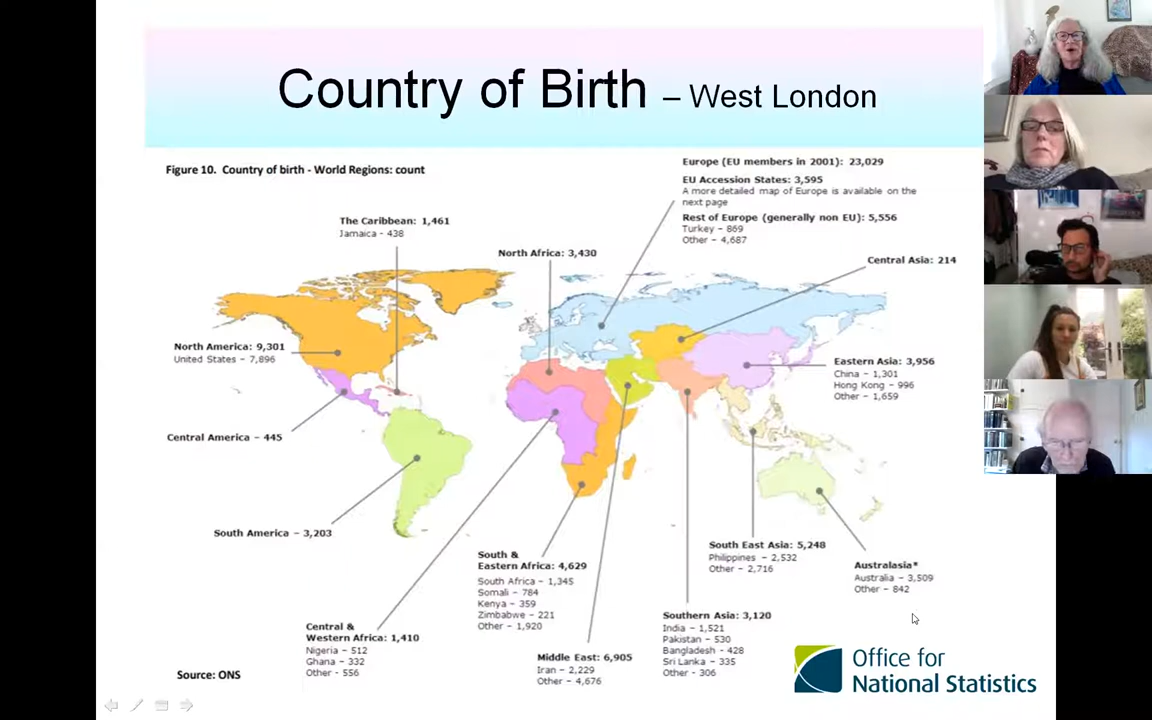 Country of Birth – West London
Figure 10. Country of birth - World Regions: count
Europe (EU members in 2001): 23,029
EU Accession States: 3,595
A more detailed map of Europe is available on the
next page
Rest of Europe (generally non EU): 5,556
Turkey - 869
Other – 4,687
The Caribbean: 1,461
Jamaica - 438
North Africa: 3,430
Central Asia: 214
North America: 9,301
United States – 7,896
Eastern Asia: 3,956
China – 1,301
Hong Kong - 996
Other – 1,659
Central America – 445
South America – 3,203
South &
Eastern Africa: 4,629
South Africa – 1,345
Somali – 784
Kenya – 359
Zimbabwe – 221
Other – 1,920
South East Asia: 5,248
Philippines – 2,532
Other – 2,716
Australasia*
Australia – 3,509
Other – 842
Central &
Western Africa: 1,410
Nigeria – 512
Ghana – 332
Other – 556
Middle East: 6,905
Iran – 2,229
Other – 4,676
Southern Asia: 3,120
India – 1,521
Pakistan – 530
Bangladesh – 428
Sri Lanka – 335
Other - 306
Source: ONS
Office for
National Statistics